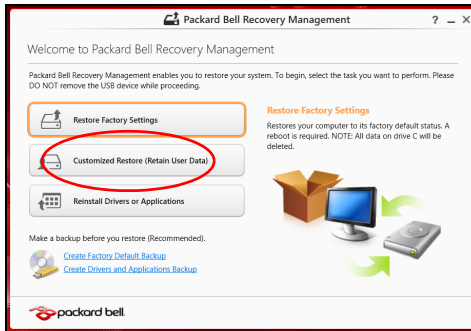 Packard Bell Recovery Management
Welcome to Packard Bell Recovery Management
Packard Bell Recovery Management enables you to restore your system. To begin, select the task you want to perform. Please
DO NOT remove the USB device while proceeding.
Restore Factory Settings
Customized Restore (Retain User Data)
Reinstall Drivers or Applications
Restore Factory Settings
Restores your computer to its factory default status. A
reboot is required. NOTE: All data on drive C will be
deleted.
Make a backup before you restore (Recommended).
Create Factory Default Backup
Create Drivers and Applications Backup
packard bell